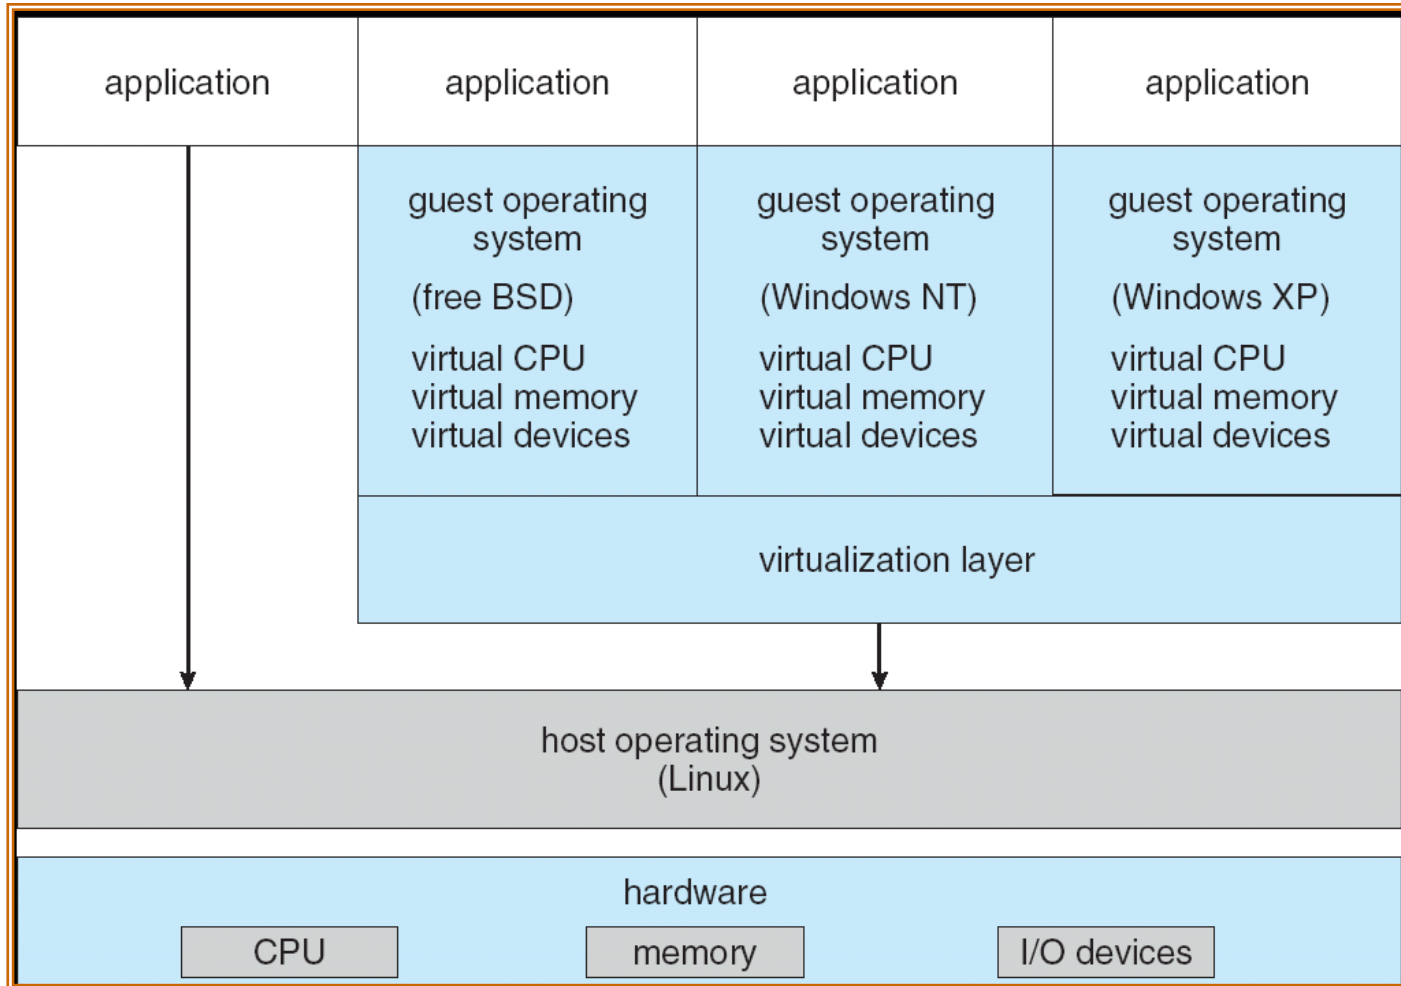 application
application
application
application
guest operating
system
(free BSD)
virtual CPU
virtual memory
virtual devices
guest operating
system
(Windows NT)
virtual CPU
virtual memory
virtual devices
guest operating
system
(Windows XP)
virtual CPU
virtual memory
virtual devices
virtualization layer
host operating system
(Linux)
hardware
CPU
memory
I/O devices